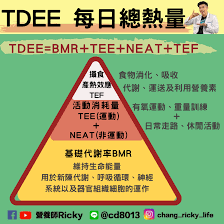 TDEE 每日總熱量
TDEE=BMR+TEE+NEAT+TEF
攝食
產熱效應
TEF
食物消化、吸收
代謝、運送及利用營養素
活動消耗量
TEE(運動)
+
NEAT(非運動)
有氧運動、重量訓練
+
日常走路、休閒活動
基礎代謝率BMR
維持生命能量
用於新陳代謝、呼吸循環、神經
系統以及器官組織細胞的運作
營養師Ricky
@cd8013
chang_ricky_life